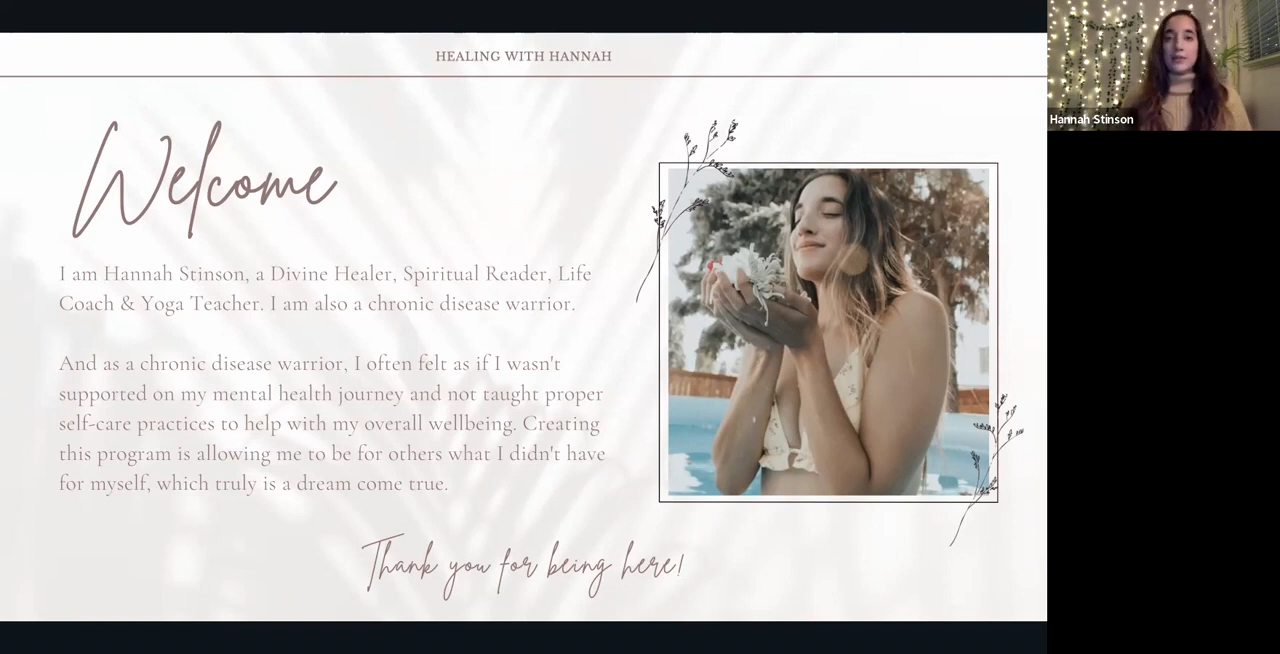 HEALING WITH HANNAH
Hannah Stinson
Welcome
I am Hannah Stinson, a Divine Healer, Spiritual Reader, Life
Coach & Yoga Teacher. I am also a chronic disease warrior.
And as a chronic disease warrior, I often felt as if I wasn't
supported on my mental health journey and not taught proper
self-care practices to help with my overall wellbeing. Creating
this program is allowing me to be for others what I didn't have
for myself, which truly is a dream come true.
Thank you for being here!